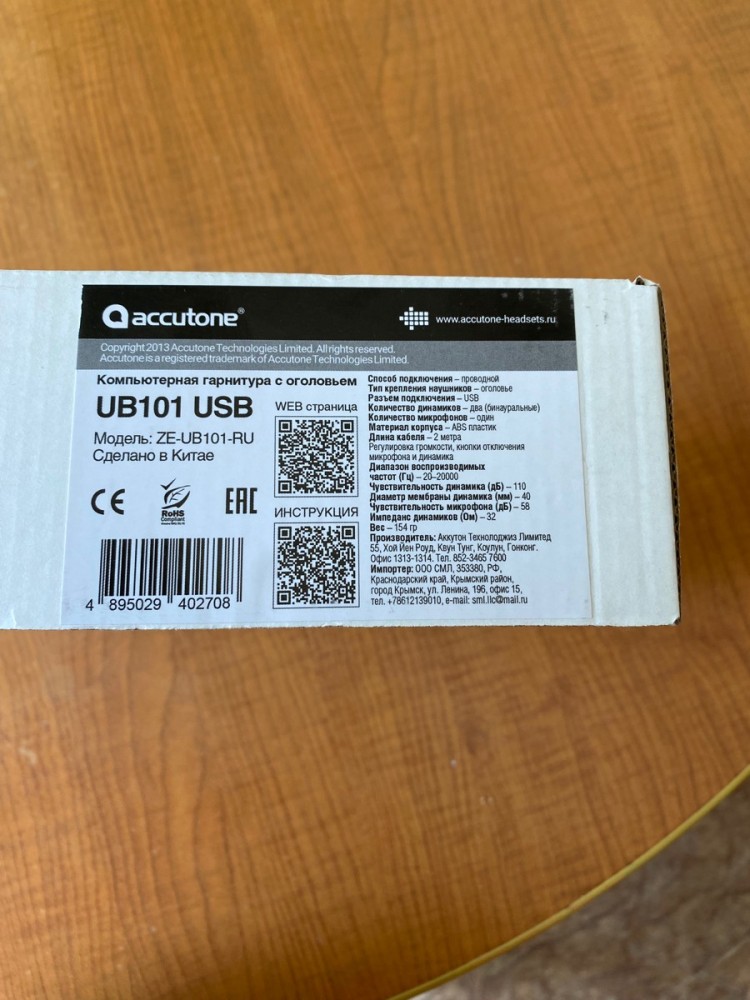 accutone®
www.accutone-headsets.ru
Copyright 2013 Accutone Technologies Limited. All rights reserved.
Accutone is a registered trademark of Accutone Technologies Limited.
Компьютерная гарнитура с оголовьем
UB101 USB
Модель: ZE-UB101-RU
Сделано в Китае
CE
RoHS
Compliant
EAC
WEB страница
ИНСТРУКЦИЯ
4 895029 402708
Способ подключения – проводной
Тип крепления наушников – оголовье
Разъем подключения – USB
Количество динамиков – два (бинауральные)
Количество микрофонов – один
Материал корпуса – ABS пластик
Длина кабеля – 2 метра
Регулировка громкости, кнопки отключения
микрофона и динамика
Диапазон воспроизводимых
частот (Гц) – 20–20000
Чувствительность динамика (дБ) – 110
Диаметр мембраны динамика (мм) – 40
Чувствительность микрофона (дБ) – 58
Импеданс динамиков (Ом) – 32
Вес – 154 гр
Производитель: Аккутон Технолоджиз Лимитед
55, Хой Йен Роуд, Квун Тунг, Коулун, Гонконг.
Офис 1313-1314. Тел. 852-3465 7600
Импортер: ООО СМЛ, 353380, РФ,
Краснодарский край, Крымский район,
город Крымск, ул. Ленина, 196, офис 15,
тел. +78612139010, e-mail: sml.llc@mail.ru